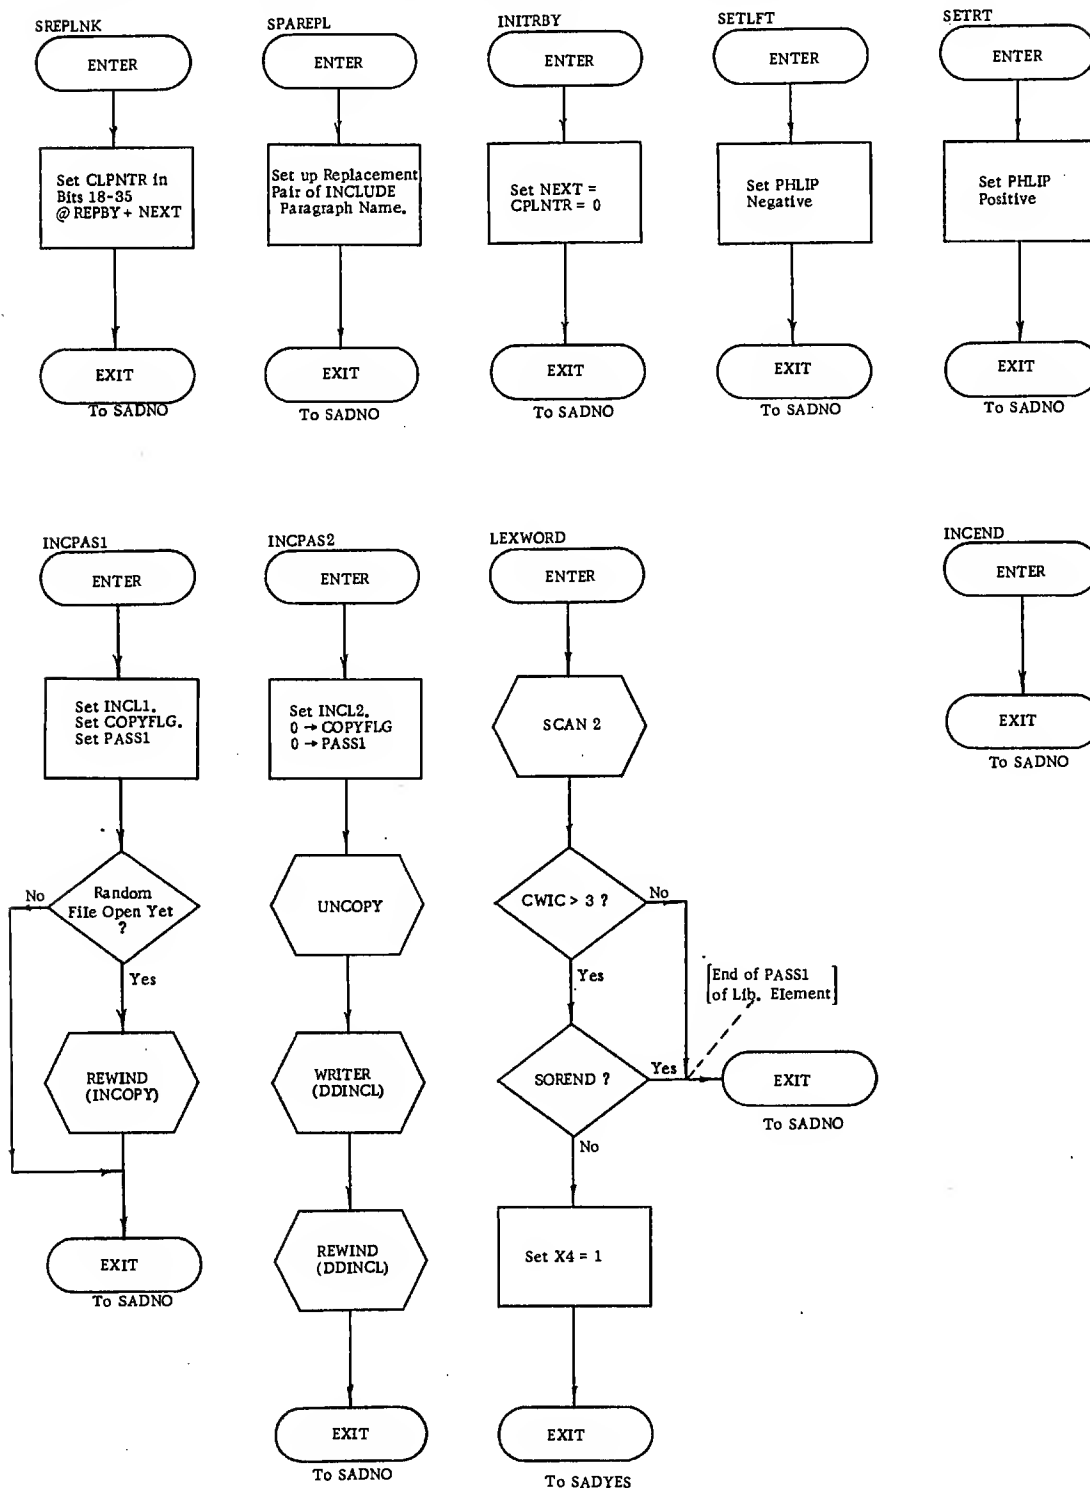 SREPLNK
ENTER
Set CLPNTR in
Bits 18-35
@ REPBY + NEXT
EXIT
To SADNO
SPAREPL
ENTER
Set up Replacement
Pair of INCLUDE
Paragraph Name.
EXIT
To SADNO
INITRBY
ENTER
Set NEXT =
CPLNTR = 0
EXIT
To SADNO
SETLFT
ENTER
Set PHLIP
Negative
EXIT
To SADNO
SETRT
ENTER
Set PHLIP
Positive
EXIT
To SADNO
INCPAS1
ENTER
Set INCL1.
Set COPYFLG.
Set PASS1
Random
File Open Yet
?
No
Yes
REWIND
(INCOPY)
EXIT
To SADNO
INCPAS2
ENTER
Set INCL2.
0 → COPYFLG
0 → PASS1
UNCOPY
WRITER
(DDINCL)
REWIND
(DDINCL)
EXIT
To SADNO
LEXWORD
ENTER
SCAN 2
CWIC > 3 ?
No
Yes
[End of PASS1
of Lib. Element]
SOREND ?
Yes
EXIT
To SADNO
No
Set X4 = 1
EXIT
To SADYES
INCEND
ENTER
EXIT
To SADNO